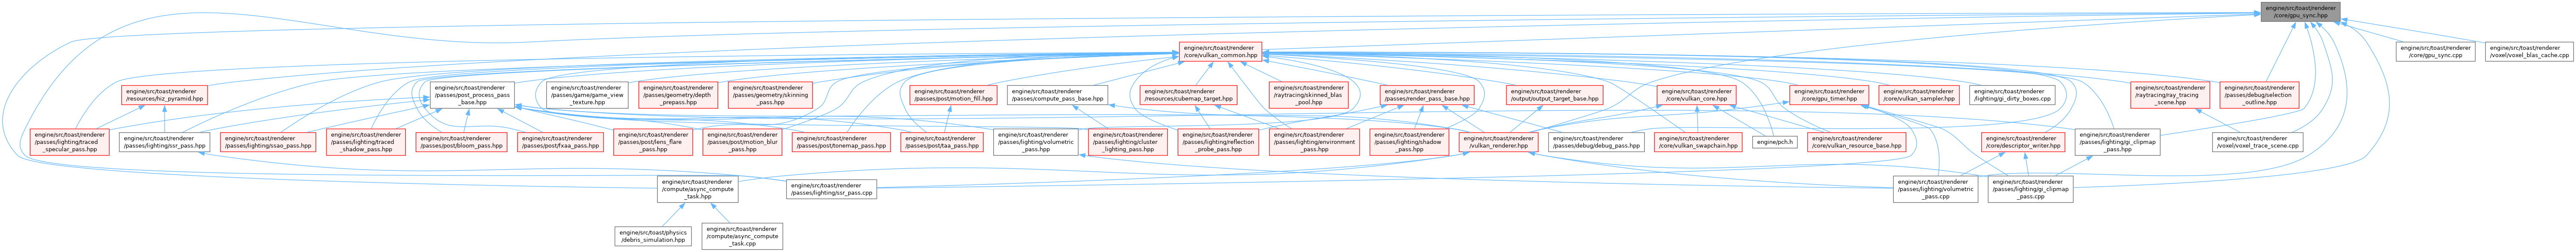 engine/src/toast/renderer
/core/gpu_sync.hpp
engine/src/toast/renderer
/core/vulkan_common.hpp
engine/src/toast/renderer
/core/gpu_sync.cpp
engine/src/toast/renderer
/voxel/voxel_blas_cache.cpp
engine/src/toast/renderer
/resources/hiz_pyramid.hpp
engine/src/toast/renderer
/passes/post_process_pass
_base.hpp
engine/src/toast/renderer
/passes/game/game_view
_texture.hpp
engine/src/toast/renderer
/passes/geometry/depth
_prepass.hpp
engine/src/toast/renderer
/passes/geometry/skinning
_pass.hpp
engine/src/toast/renderer
/passes/post/motion_fill.hpp
engine/src/toast/renderer
/passes/compute_pass_base.hpp
engine/src/toast/renderer
/resources/cubemap_target.hpp
engine/src/toast/renderer
/raytracing/skinned_blas
_pool.hpp
engine/src/toast/renderer
/passes/render_pass_base.hpp
engine/src/toast/renderer
/output/output_target_base.hpp
engine/src/toast/renderer
/core/vulkan_core.hpp
engine/src/toast/renderer
/core/gpu_timer.hpp
engine/src/toast/renderer
/core/vulkan_sampler.hpp
engine/src/toast/renderer
/lighting/gi_dirty_boxes.cpp
engine/src/toast/renderer
/raytracing/ray_tracing
_scene.hpp
engine/src/toast/renderer
/passes/debug/selection
_outline.hpp
engine/src/toast/renderer
/passes/lighting/traced
_specular_pass.hpp
engine/src/toast/renderer
/passes/lighting/ssr_pass.hpp
engine/src/toast/renderer
/passes/lighting/ssao_pass.hpp
engine/src/toast/renderer
/passes/lighting/traced
_shadow_pass.hpp
engine/src/toast/renderer
/passes/post/bloom_pass.hpp
engine/src/toast/renderer
/passes/post/fxaa_pass.hpp
engine/src/toast/renderer
/passes/post/lens_flare
_pass.hpp
engine/src/toast/renderer
/passes/post/motion_blur
_pass.hpp
engine/src/toast/renderer
/passes/post/tonemap_pass.hpp
engine/src/toast/renderer
/passes/post/taa_pass.hpp
engine/src/toast/renderer
/passes/lighting/volumetric
_pass.hpp
engine/src/toast/renderer
/passes/lighting/cluster
_lighting_pass.hpp
engine/src/toast/renderer
/passes/lighting/reflection
_probe_pass.hpp
engine/src/toast/renderer
/passes/lighting/environment
_pass.hpp
engine/src/toast/renderer
/passes/lighting/shadow
_pass.hpp
engine/src/toast/renderer
/vulkan_renderer.hpp
engine/src/toast/renderer
/passes/debug/debug_pass.hpp
engine/src/toast/renderer
/core/vulkan_swapchain.hpp
engine/pch.h
engine/src/toast/renderer
/core/vulkan_resource_base.hpp
engine/src/toast/renderer
/core/descriptor_writer.hpp
engine/src/toast/renderer
/passes/lighting/gi_clipmap
_pass.hpp
engine/src/toast/renderer
/voxel/voxel_trace_scene.cpp
engine/src/toast/renderer
/compute/async_compute
_task.hpp
engine/src/toast/renderer
/passes/lighting/ssr_pass.cpp
engine/src/toast/renderer
/passes/lighting/volumetric
_pass.cpp
engine/src/toast/renderer
/passes/lighting/gi_clipmap
_pass.cpp
engine/src/toast/physics
/debris_simulation.hpp
engine/src/toast/renderer
/compute/async_compute
_task.cpp